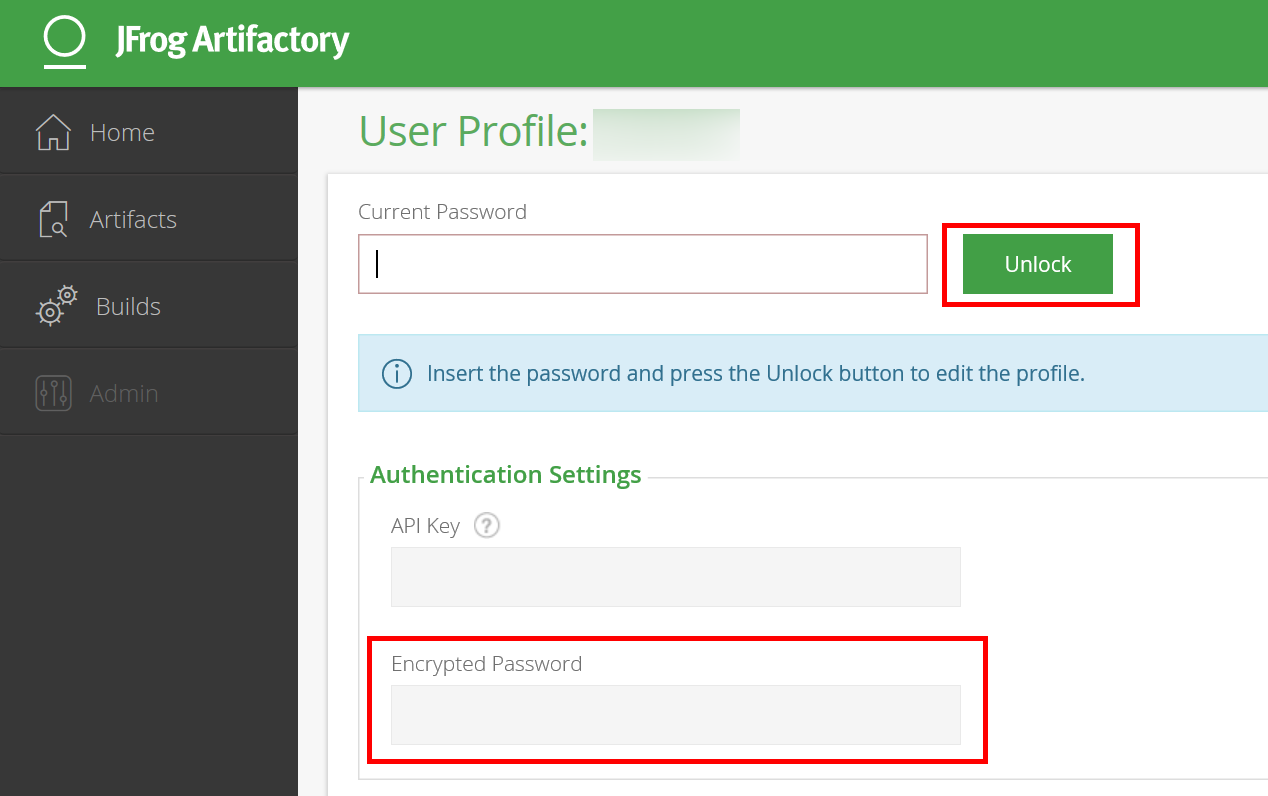 JFrog Artifactory
Home
Artifacts
Builds
Admin
User Profile:
Current Password
Unlock
Insert the password and press the Unlock button to edit the profile.
Authentication Settings
API Key ?
Encrypted Password